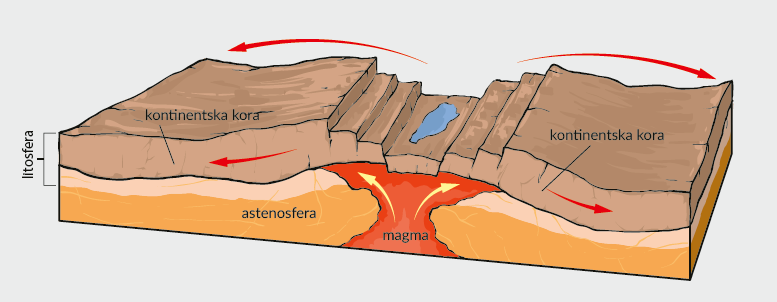 kontinentska kora
kontinentska kora
litosfera
astenosfera
magma